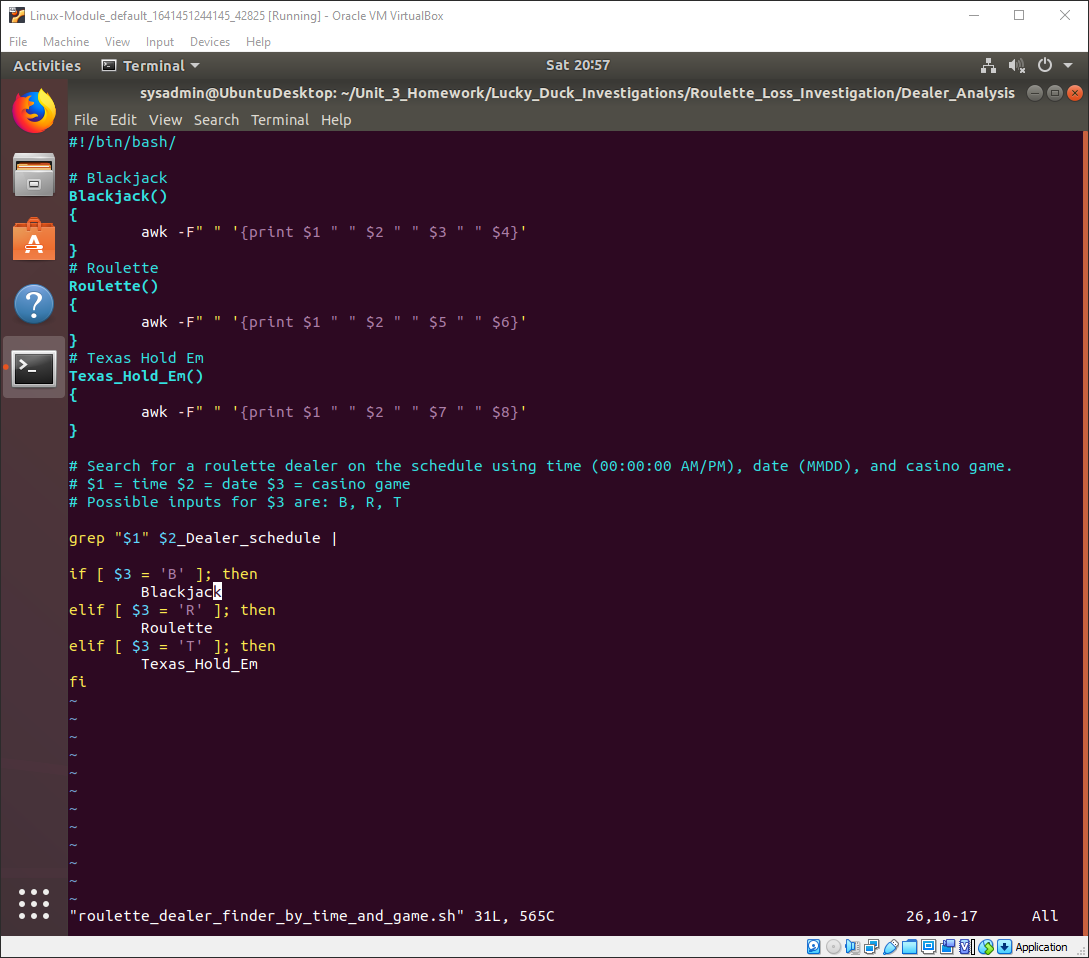 Linux-Module_default_1641451244145_42825 [Running] - Oracle VM VirtualBox
File Machine View Input Devices Help
Activities Terminal Sat 20:57
sysadmin@UbuntuDesktop: ~/Unit_3_Homework/Lucky_Duck_Investigations/Roulette_Loss_Investigation/Dealer_Analysis
File Edit View Search Terminal Help
#!/bin/bash/
# Blackjack
Blackjack()
{
awk -F" " '{print $1 " " $2 " " $3 " " $4}'
}
# Roulette
Roulette()
{
awk -F" " '{print $1 " " $2 " " $5 " " $6}'
}
# Texas Hold Em
Texas_Hold_Em()
{
awk -F" " '{print $1 " " $2 " " $7 " " $8}'
}
# Search for a roulette dealer on the schedule using time (00:00:00 AM/PM), date (MMDD), and casino game.
# $1 = time $2 = date $3 = casino game
# Possible inputs for $3 are: B, R, T
grep "$1" $2_Dealer_schedule |
if [ $3 = 'B' ]; then
Blackjack
elif [ $3 = 'R' ]; then
Roulette
elif [ $3 = 'T' ]; then
Texas_Hold_Em
fi
~
~
~
~
~
~
~
~
~
~
~
~
"roulette_dealer_finder_by_time_and_game.sh" 31L, 565C 26,10-17 All
Application